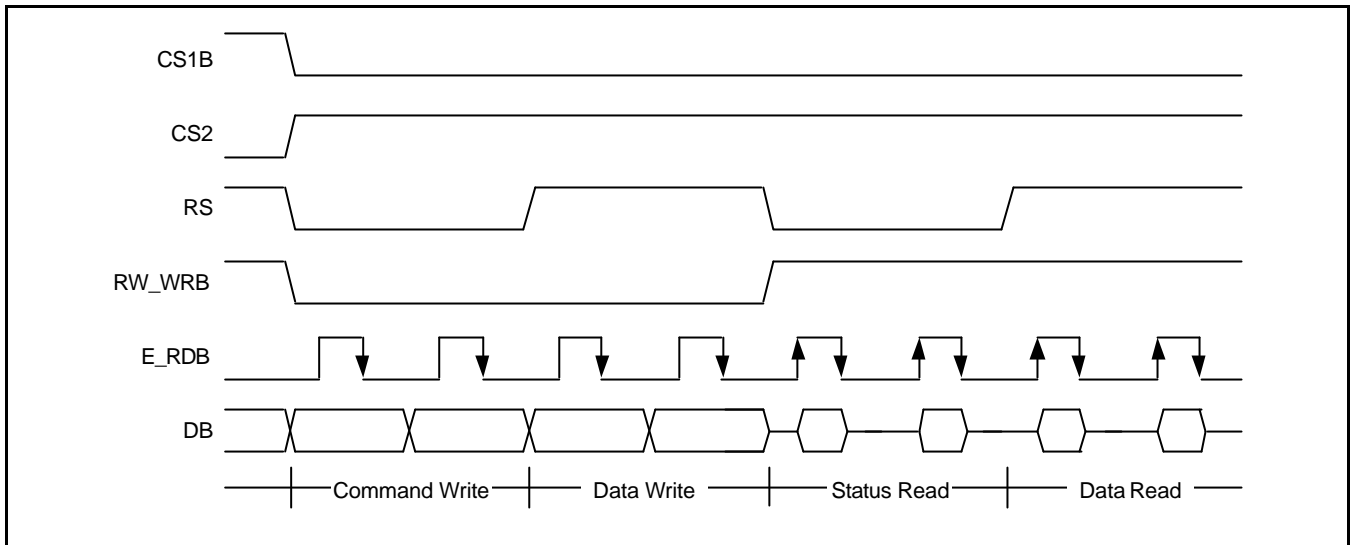 CS1B
CS2
RS
RW_WRB
E_RDB
DB
Command Write Data Write Status Read Data Read